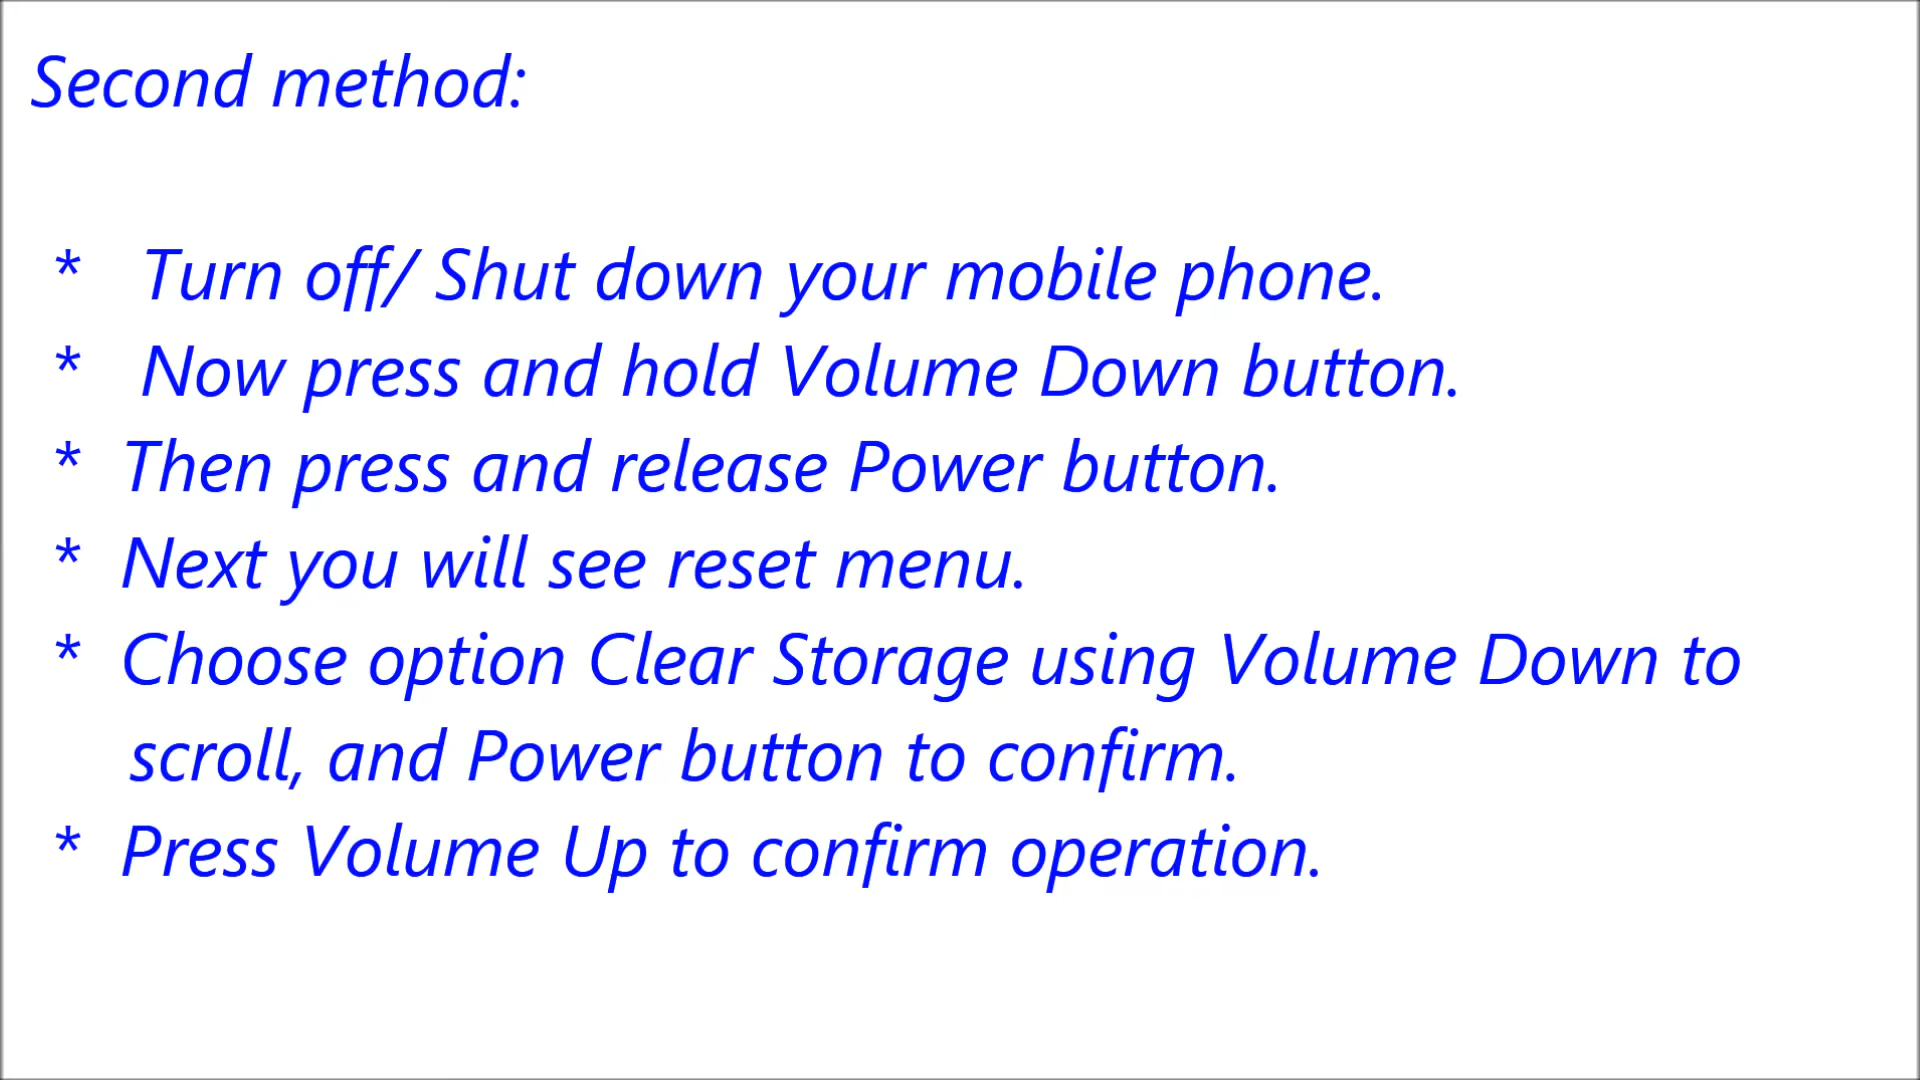 Second method:
* Turn off/ Shut down your mobile phone.
* Now press and hold Volume Down button.
* Then press and release Power button.
* Next you will see reset menu.
* Choose option Clear Storage using Volume Down to
scroll, and Power button to confirm.
* Press Volume Up to confirm operation.